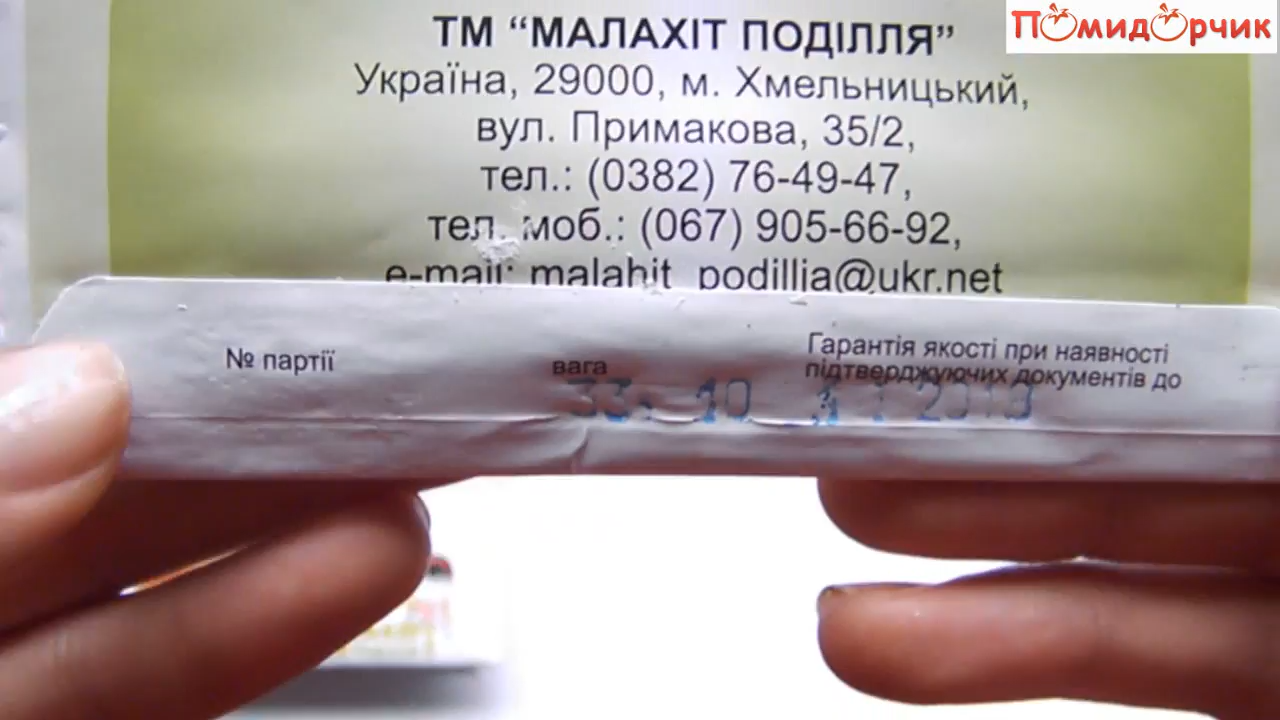 Помидорчик
ТМ “МАЛАХІТ ПОДІЛЛЯ”
Україна, 29000, м. Хмельницький,
вул. Примакова, 35/2,
тел.: (0382) 76-49-47,
тел. моб.: (067) 905-66-92,
e-mail: malahit_podillia@ukr.net
№ партії
вага
Гарантія якості при наявності
підтверджуючих документів до